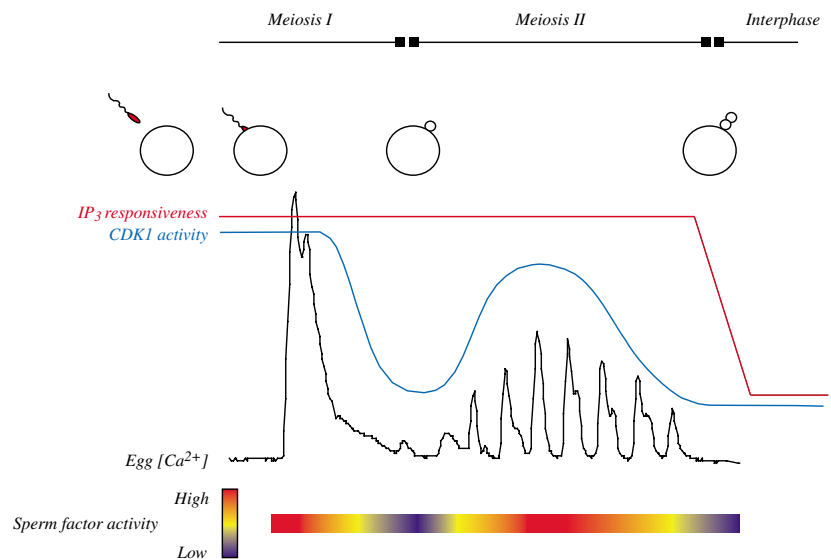 Meiosis I Meiosis II Interphase
IP3 responsiveness
CDK1 activity
Egg [Ca2+]
High
Sperm factor activity
Low